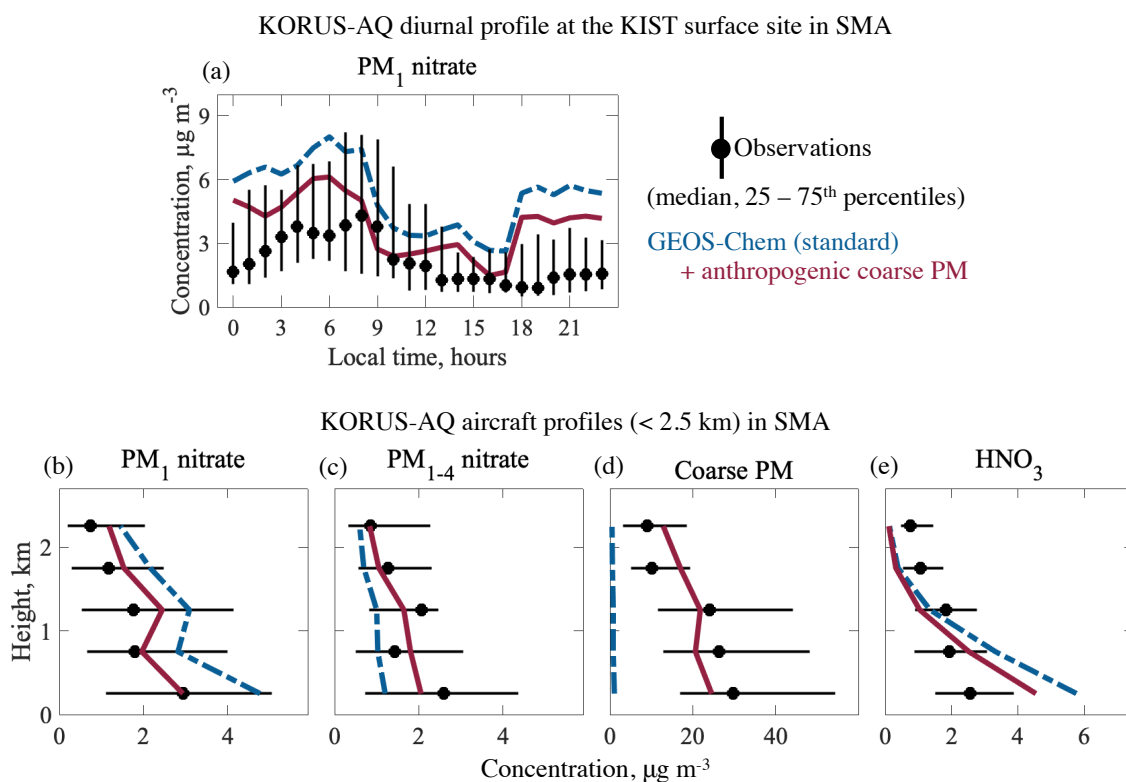 KORUS-AQ diurnal profile at the KIST surface site in SMA
(a) PM₁ nitrate
Concentration, μg m⁻³
9
6
3
0
0 3 6 9 12 15 18 21
Local time, hours
Observations
(median, 25 – 75ᵗʰ percentiles)
GEOS-Chem (standard)
+ anthropogenic coarse PM
KORUS-AQ aircraft profiles (< 2.5 km) in SMA
(b) PM₁ nitrate
(c) PM₁₋₄ nitrate
(d) Coarse PM
(e) HNO₃
Height, km
2
1
0
0 2 4
0 2 4
0 20 40
0 2 4 6
Concentration, μg m⁻³